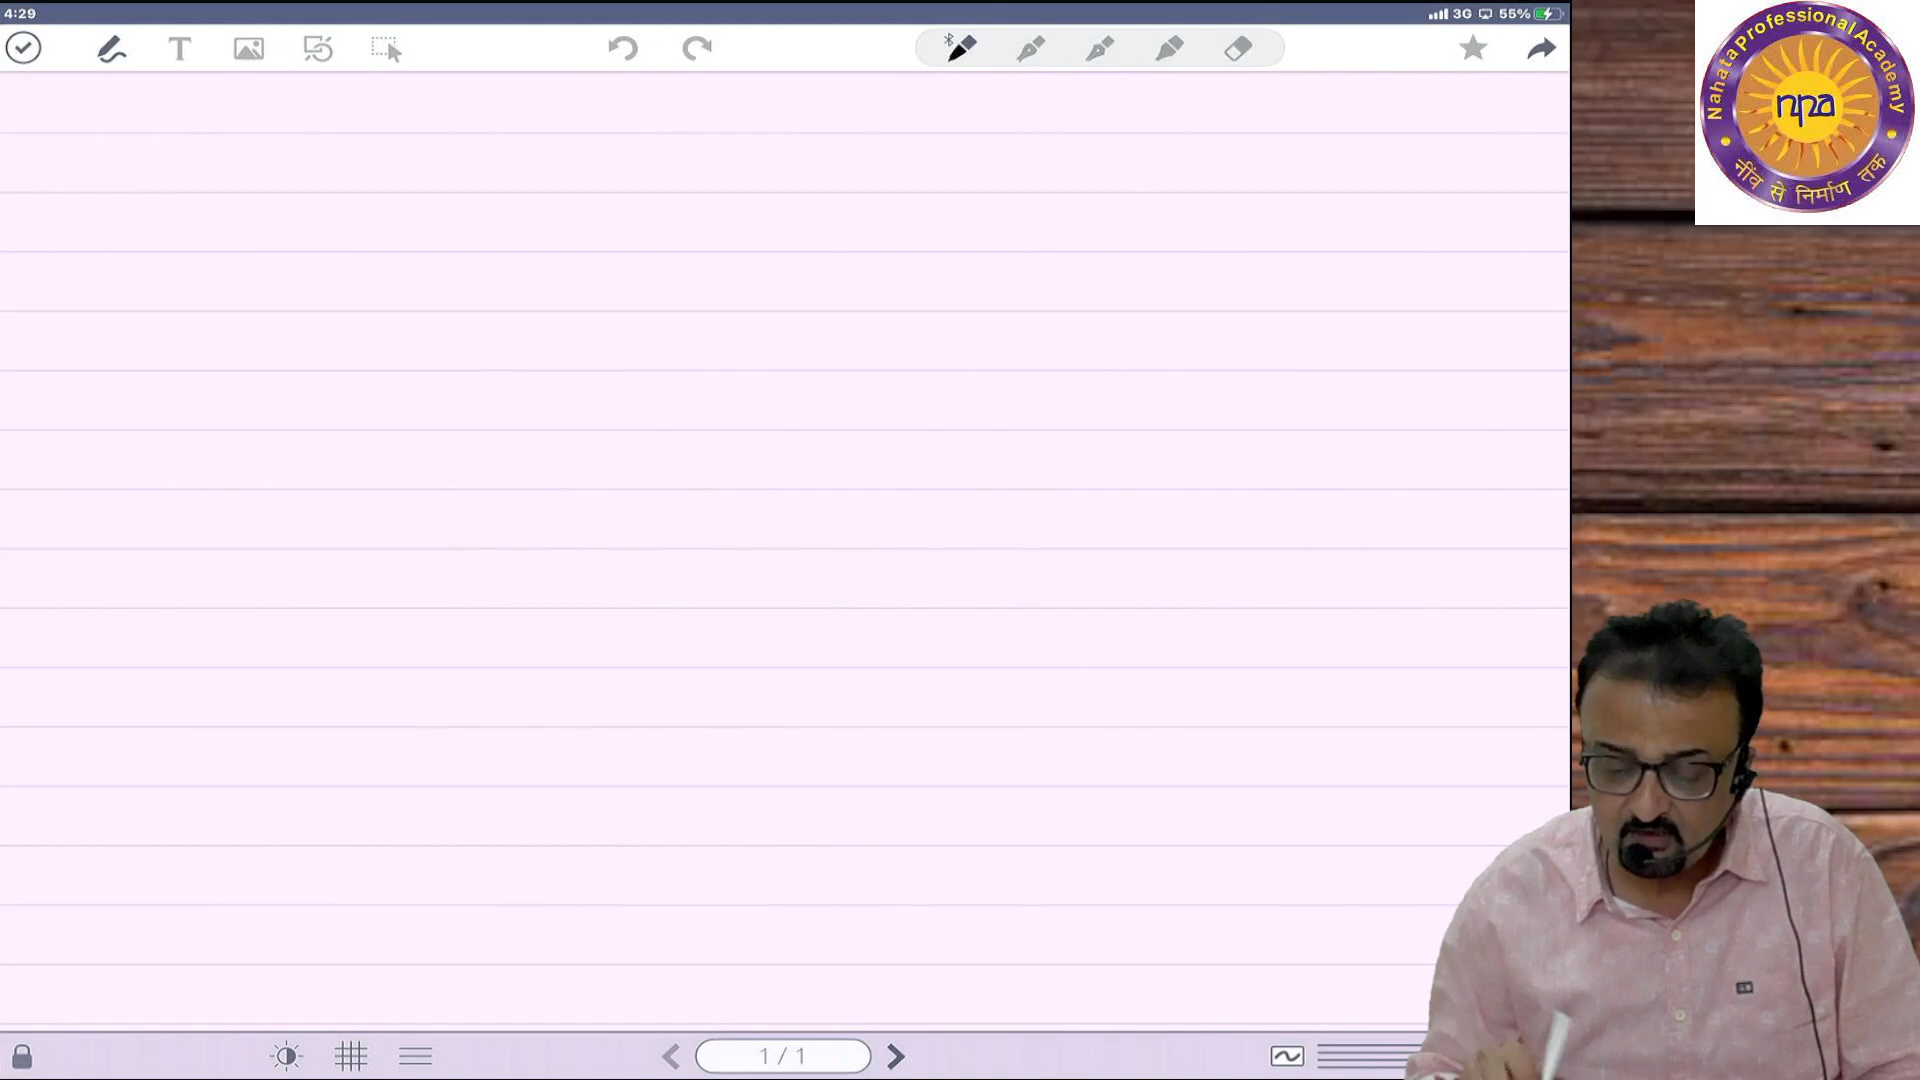 4:29
3G 55%
T
Nahata Professional Academy
npa
नींव से निर्माण तक
1 / 1